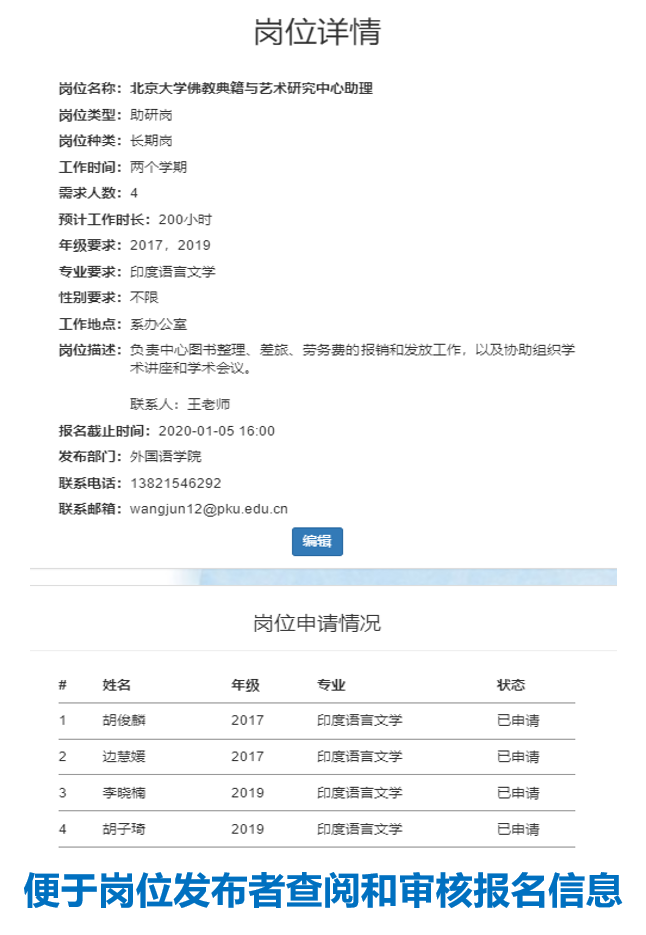 岗位详情
岗位名称：北京大学佛教典籍与艺术研究中心助理
岗位类型：助研岗
岗位种类：长期岗
工作时间：两个学期
需求人数：4
预计工作时长：200小时
年级要求：2017，2019
专业要求：印度语言文学
性别要求：不限
工作地点：系办公室
岗位描述：负责中心图书整理、差旅、劳务费的报销和发放工作，以及协助组织学
术讲座和学术会议。
联系人：王老师
报名截止时间：2020-01-05 16:00
发布部门：外国语学院
联系电话：13821546292
联系邮箱：wangjun12@pku.edu.cn
编辑
岗位申请情况
# 姓名 年级 专业 状态
1 胡俊麟 2017 印度语言文学 已申请
2 边慧媛 2017 印度语言文学 已申请
3 李晓楠 2019 印度语言文学 已申请
4 胡子琦 2019 印度语言文学 已申请
便于岗位发布者查阅和审核报名信息